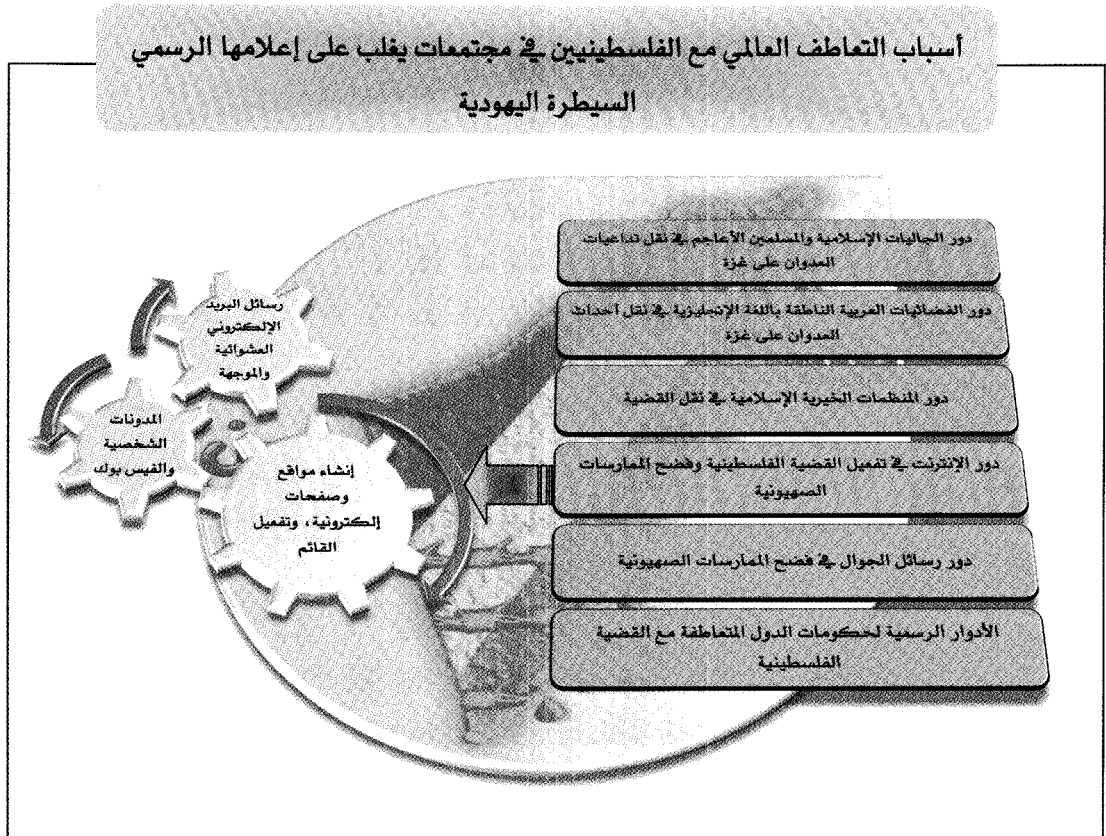 أسباب التعاطف العالمي مع الفلسطينيين في مجتمعات يغلب على إعلامها الرسمي
السيطرة اليهودية
دور الجاليات الإسلامية والمسلمين الأعاجم في نقل تداعيات
العدوان على غزة
دور الفضائيات العربية الناطقة باللغة الإنجليزية في نقل أحداث
العدوان على غزة
دور المنظمات الخيرية الإسلامية في نقل القضية
دور الإنترنت في تفعيل القضية الفلسطينية وفضح الممارسات
الصهيونية
دور رسائل الجوال في فضح الممارسات الصهيونية
الأدوار الرسمية لحكومات الدول المتعاطفة مع القضية
الفلسطينية
رسائل البريد
الإلكتروني
العشوائية
والموجهة
المدونات
الشخصية
والفيس بوك
إنشاء مواقع
وصفحات
إلكترونية، وتفعيل
القائم